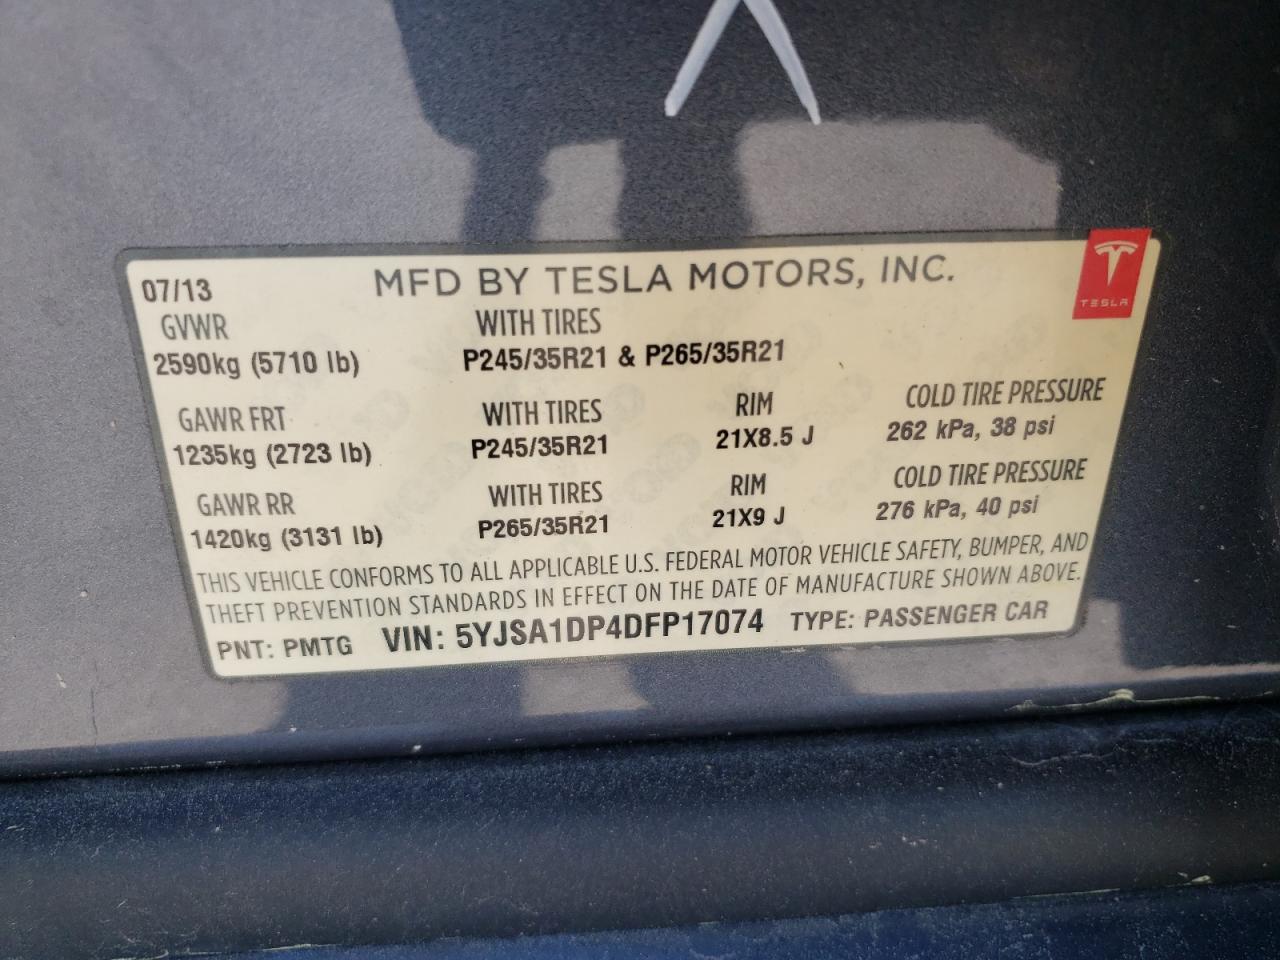 07/13 MFD BY TESLA MOTORS, INC.
TESLA
GVWR WITH TIRES
2590kg (5710 lb) P245/35R21 & P265/35R21
GAWR FRT WITH TIRES RIM COLD TIRE PRESSURE
1235kg (2723 lb) P245/35R21 21X8.5 J 262 kPa, 38 psi
GAWR RR WITH TIRES RIM COLD TIRE PRESSURE
1420kg (3131 lb) P265/35R21 21X9 J 276 kPa, 40 psi
THIS VEHICLE CONFORMS TO ALL APPLICABLE U.S. FEDERAL MOTOR VEHICLE SAFETY, BUMPER, AND
THEFT PREVENTION STANDARDS IN EFFECT ON THE DATE OF MANUFACTURE SHOWN ABOVE.
PNT: PMTG VIN: 5YJSA1DP4DFP17074 TYPE: PASSENGER CAR